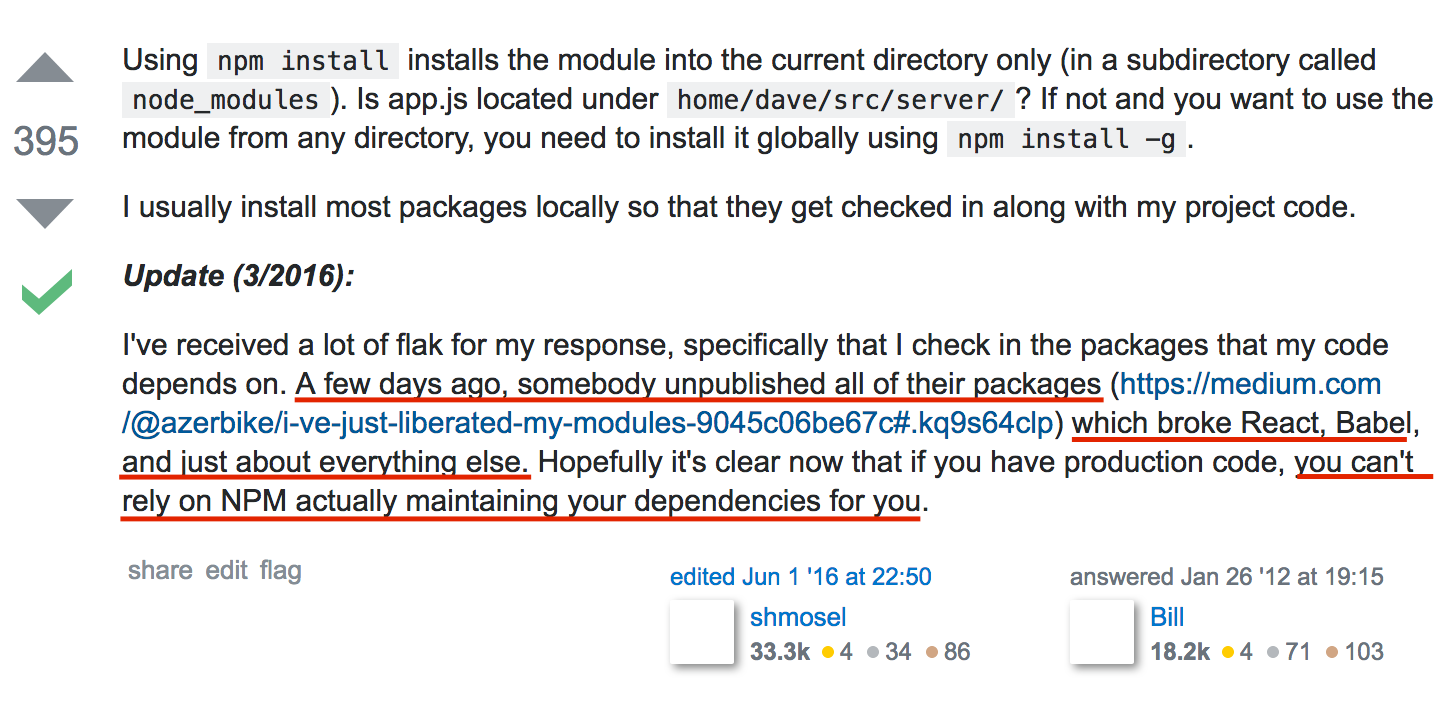 Using npm install installs the module into the current directory only (in a subdirectory called
node_modules ). Is app.js located under home/dave/src/server/ ? If not and you want to use the
395
module from any directory, you need to install it globally using npm install -g .
I usually install most packages locally so that they get checked in along with my project code.
Update (3/2016):
I've received a lot of flak for my response, specifically that I check in the packages that my code
depends on. A few days ago, somebody unpublished all of their packages (https://medium.com
/@azerbike/i-ve-just-liberated-my-modules-9045c06be67c#.kq9s64clp) which broke React, Babel,
and just about everything else. Hopefully it's clear now that if you have production code, you can't
rely on NPM actually maintaining your dependencies for you.
share edit flag
edited Jun 1 '16 at 22:50
shmosel
33.3k 4 34 86
answered Jan 26 '12 at 19:15
Bill
18.2k 4 71 103